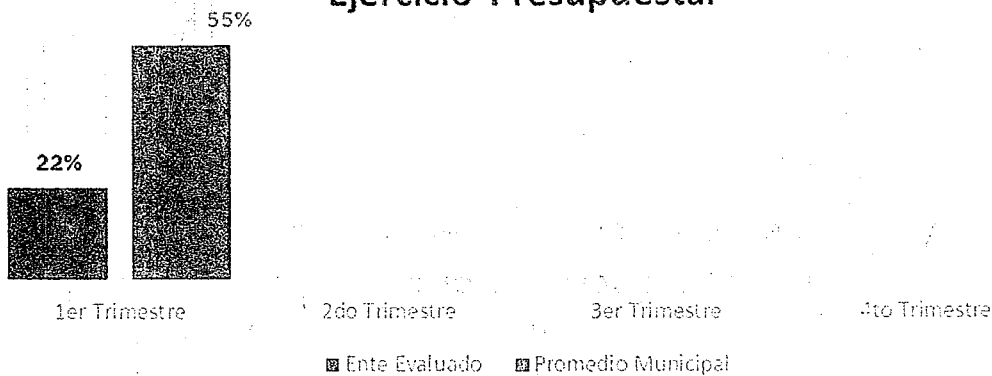 Ejercicio Presupuestal
55%
22%
1er Trimestre 2do Trimestre 3er Trimestre 4to Trimestre
Ente Evaluado Promedio Municipal